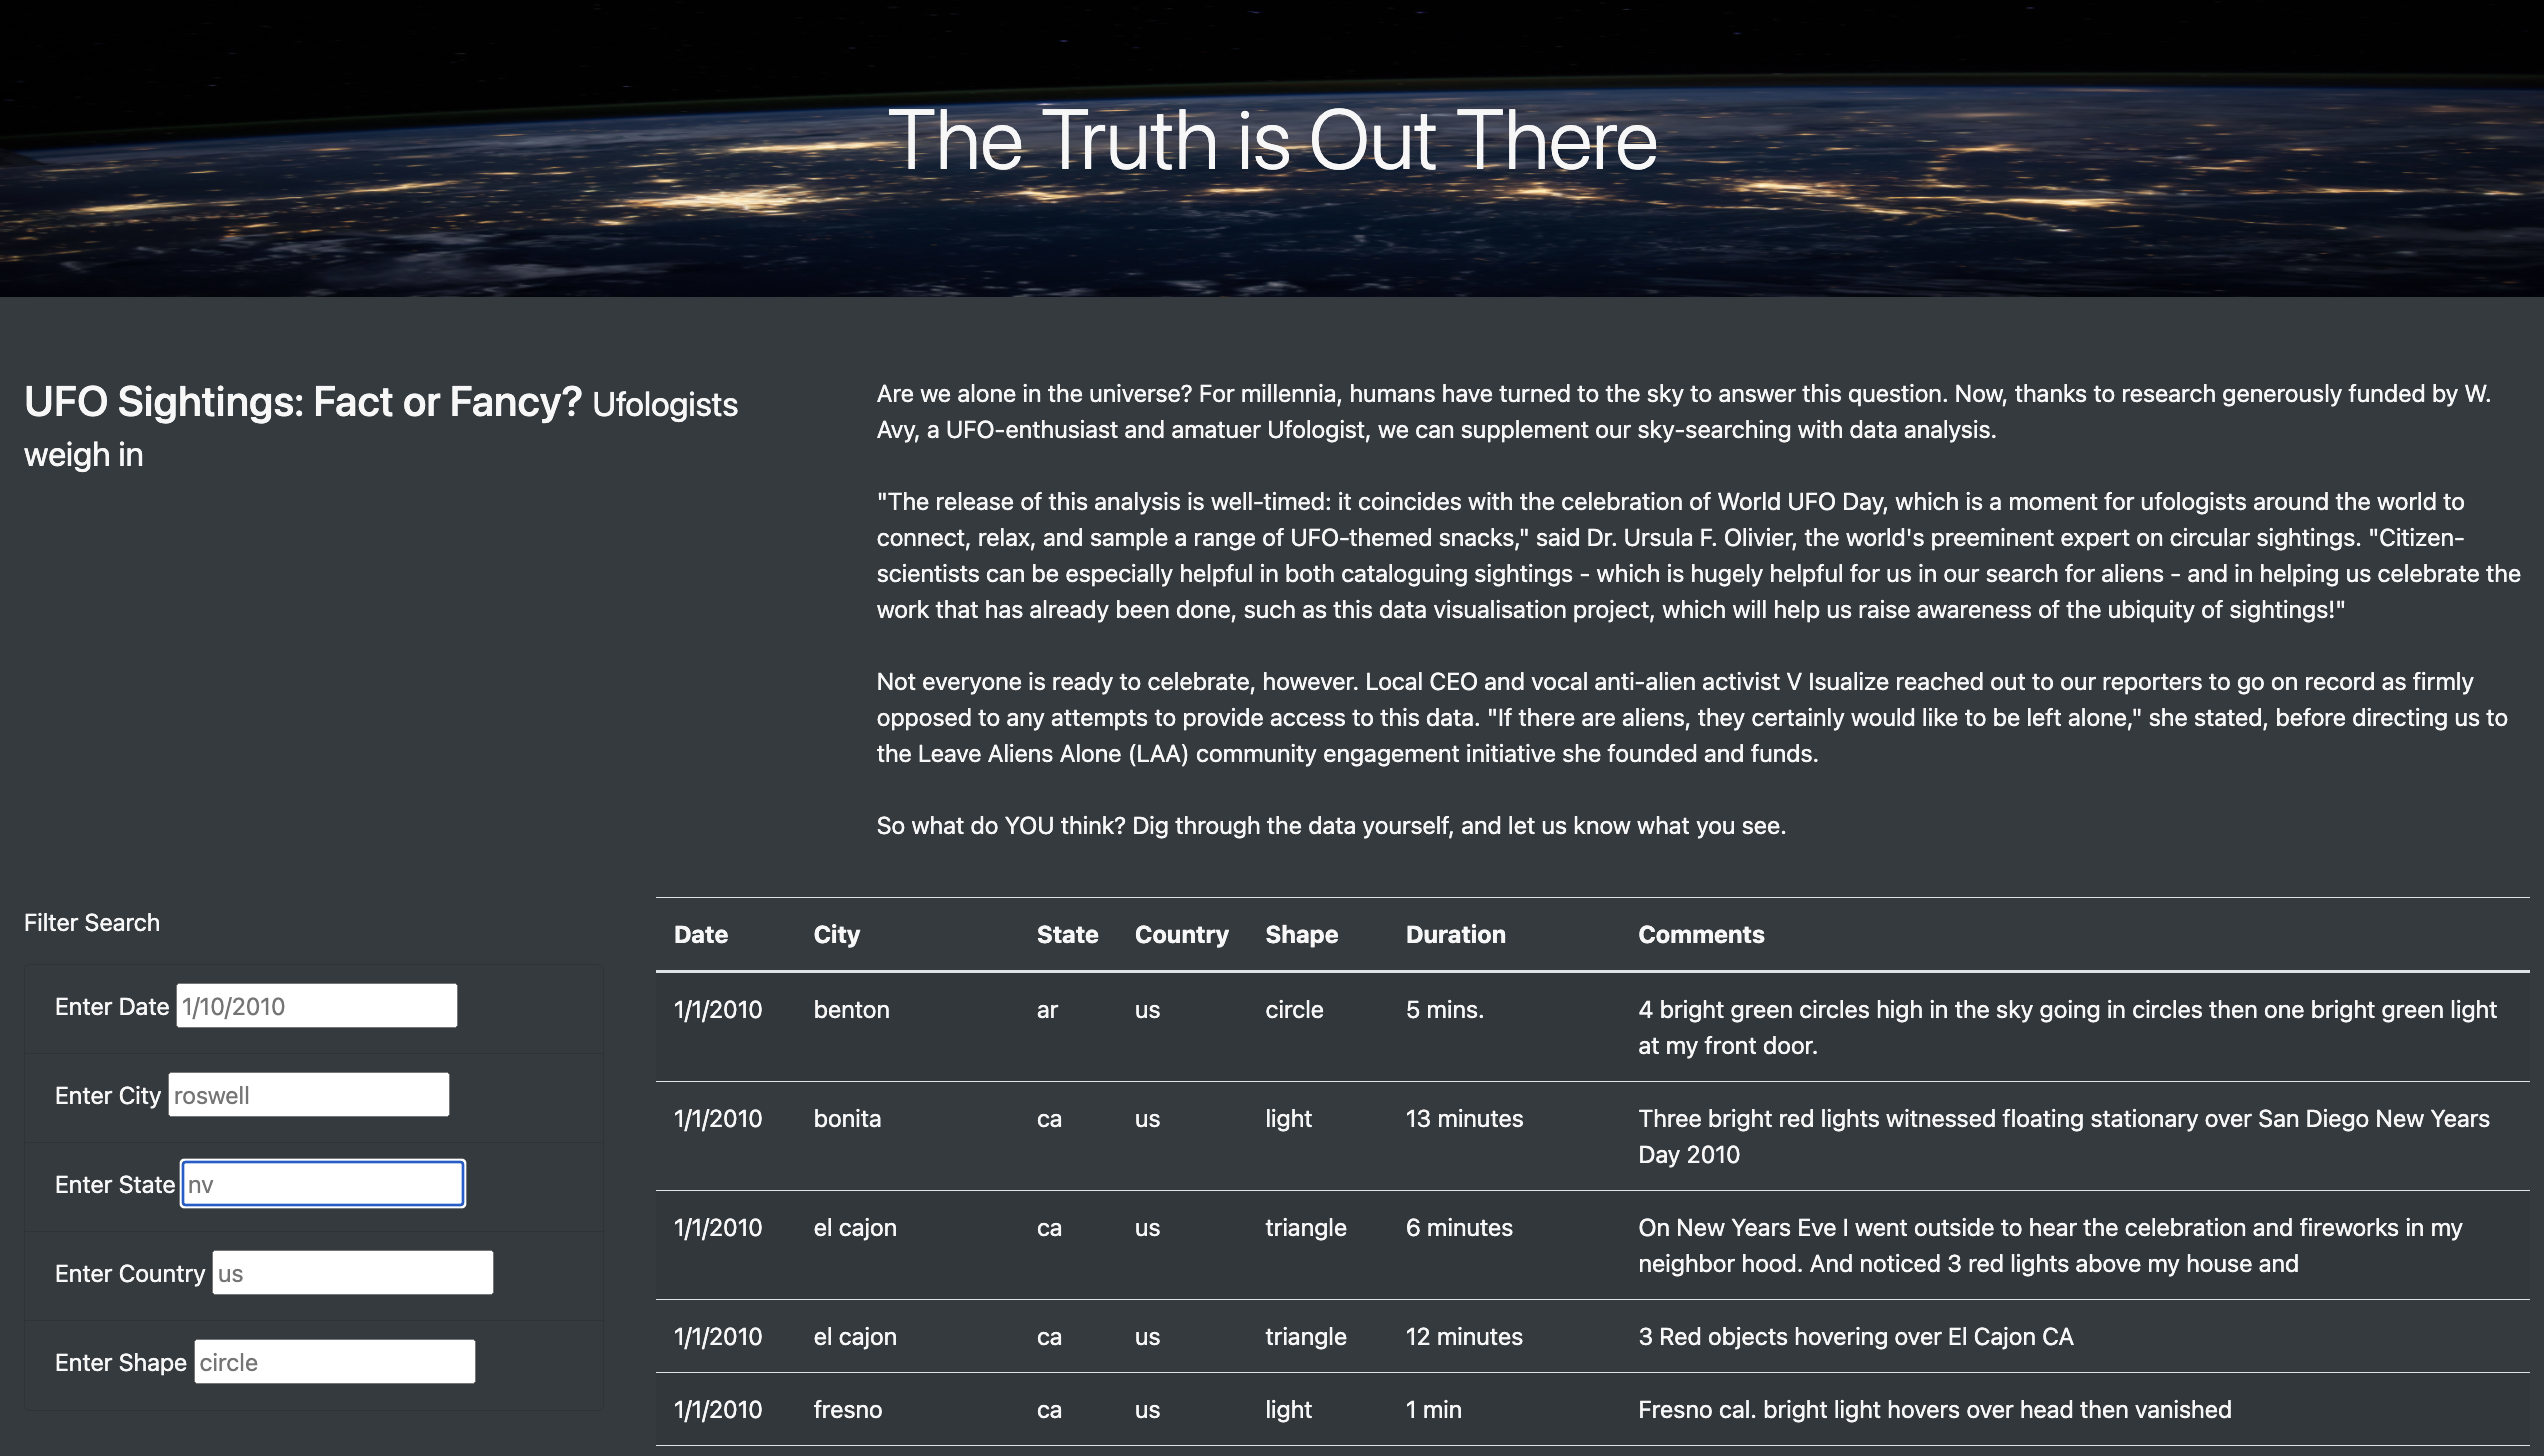 The Truth is Out There
UFO Sightings: Fact or Fancy? Ufologists
weigh in
Are we alone in the universe? For millennia, humans have turned to the sky to answer this question. Now, thanks to research generously funded by W.
Avy, a UFO-enthusiast and amatuer Ufologist, we can supplement our sky-searching with data analysis.
"The release of this analysis is well-timed: it coincides with the celebration of World UFO Day, which is a moment for ufologists around the world to
connect, relax, and sample a range of UFO-themed snacks," said Dr. Ursula F. Olivier, the world's preeminent expert on circular sightings. "Citizen-
scientists can be especially helpful in both cataloguing sightings - which is hugely helpful for us in our search for aliens - and in helping us celebrate the
work that has already been done, such as this data visualisation project, which will help us raise awareness of the ubiquity of sightings!"
Not everyone is ready to celebrate, however. Local CEO and vocal anti-alien activist V Isualize reached out to our reporters to go on record as firmly
opposed to any attempts to provide access to this data. "If there are aliens, they certainly would like to be left alone," she stated, before directing us to
the Leave Aliens Alone (LAA) community engagement initiative she founded and funds.
So what do YOU think? Dig through the data yourself, and let us know what you see.
Filter Search
Enter Date 1/10/2010
Enter City roswell
Enter State nv
Enter Country us
Enter Shape circle
Date City State Country Shape Duration Comments
1/1/2010 benton ar us circle 5 mins. 4 bright green circles high in the sky going in circles then one bright green light
at my front door.
1/1/2010 bonita ca us light 13 minutes Three bright red lights witnessed floating stationary over San Diego New Years
Day 2010
1/1/2010 el cajon ca us triangle 6 minutes On New Years Eve I went outside to hear the celebration and fireworks in my
neighbor hood. And noticed 3 red lights above my house and
1/1/2010 el cajon ca us triangle 12 minutes 3 Red objects hovering over El Cajon CA
1/1/2010 fresno ca us light 1 min Fresno cal. bright light hovers over head then vanished